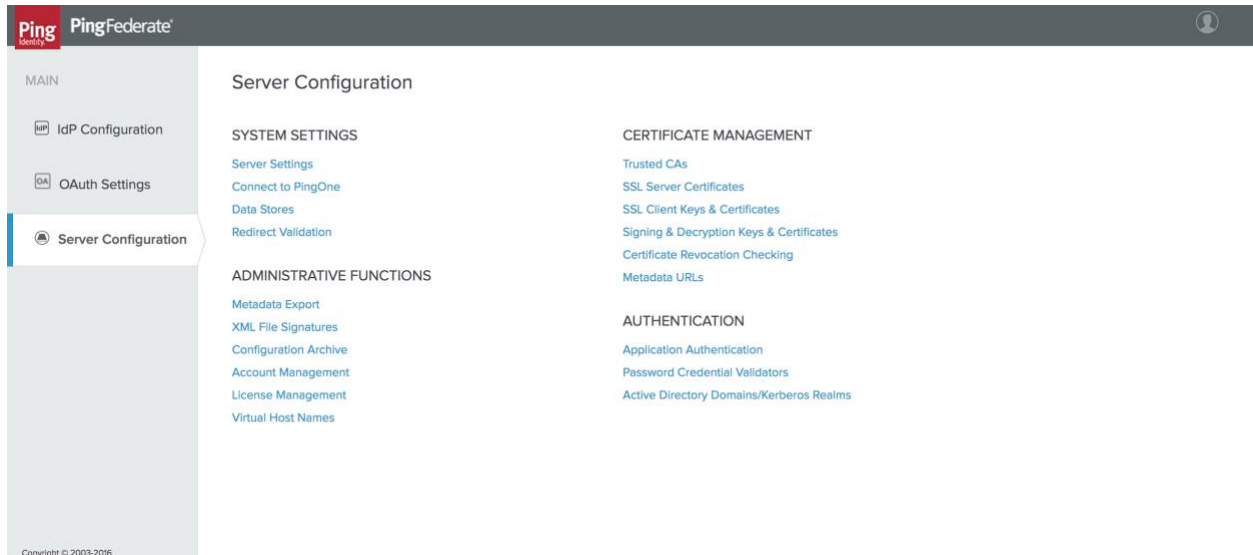 Ping
Identity.
PingFederate®
MAIN
IdP
IdP Configuration
OA
OAuth Settings
Server Configuration
Server Configuration
SYSTEM SETTINGS
Server Settings
Connect to PingOne
Data Stores
Redirect Validation
ADMINISTRATIVE FUNCTIONS
Metadata Export
XML File Signatures
Configuration Archive
Account Management
License Management
Virtual Host Names
CERTIFICATE MANAGEMENT
Trusted CAs
SSL Server Certificates
SSL Client Keys & Certificates
Signing & Decryption Keys & Certificates
Certificate Revocation Checking
Metadata URLs
AUTHENTICATION
Application Authentication
Password Credential Validators
Active Directory Domains/Kerberos Realms
Copyright © 2003-2016